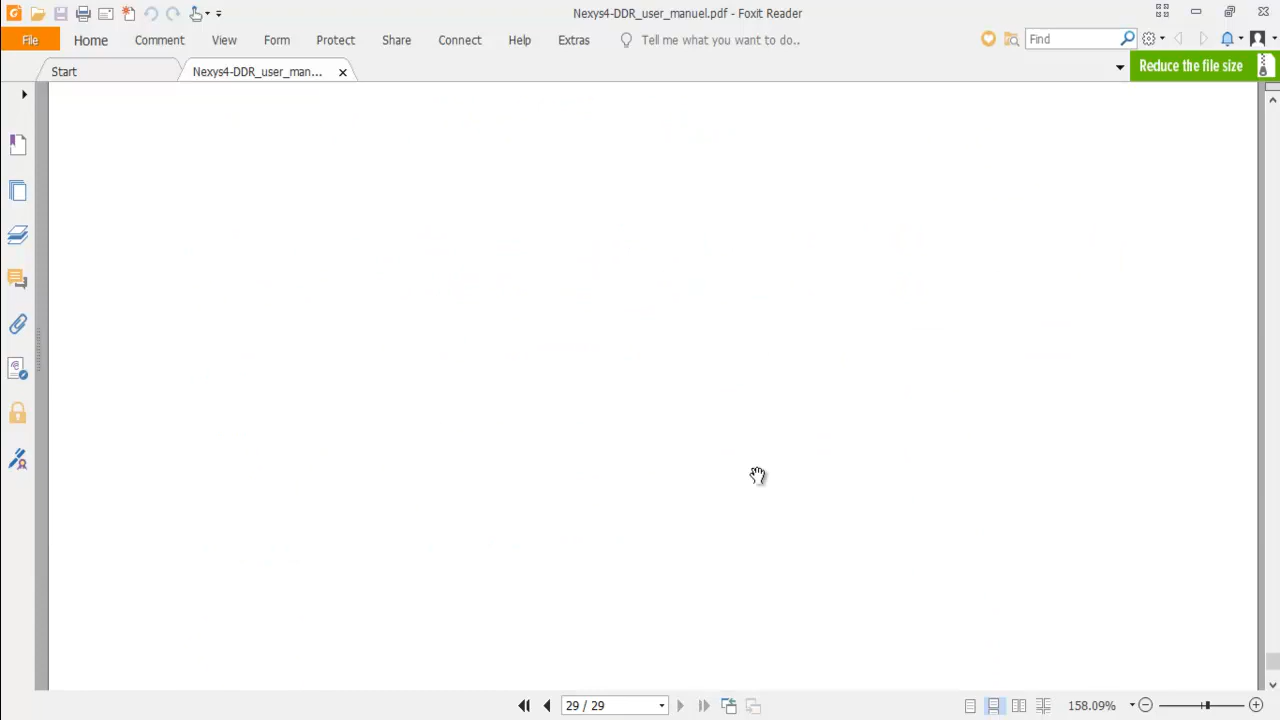 Nexys4-DDR_user_manuel.pdf - Foxit Reader
File Home Comment View Form Protect Share Connect Help Extras Tell me what you want to do.. Find
Start Nexys4-DDR_user_man... Reduce the file size
29 / 29 158.09%